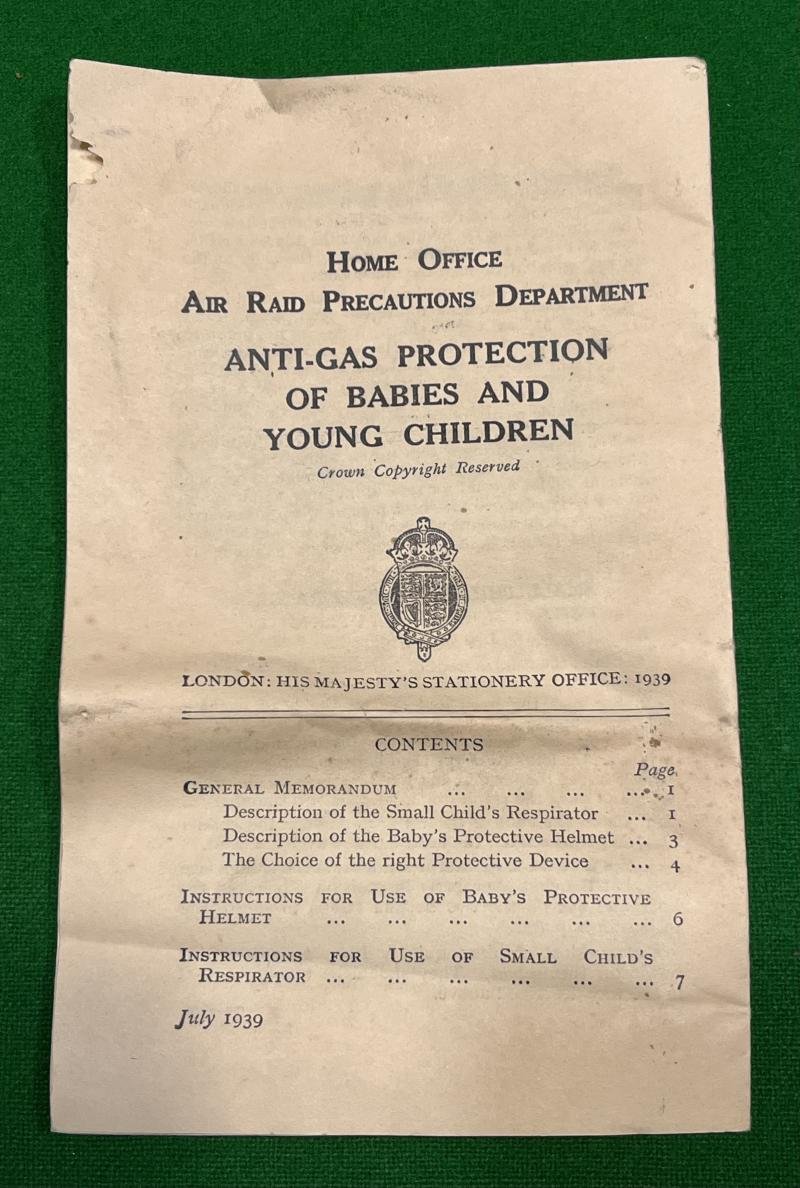 HOME OFFICE
AIR RAID PRECAUTIONS DEPARTMENT
ANTI-GAS PROTECTION
OF BABIES AND
YOUNG CHILDREN
Crown Copyright Reserved
LONDON: HIS MAJESTY'S STATIONERY OFFICE: 1939
CONTENTS
Page
GENERAL MEMORANDUM ... ... ... ... 1
Description of the Small Child's Respirator ... 1
Description of the Baby's Protective Helmet ... 3
The Choice of the right Protective Device ... 4
INSTRUCTIONS FOR USE OF BABY'S PROTECTIVE
HELMET ... ... ... ... ... ... 6
INSTRUCTIONS FOR USE OF SMALL CHILD'S
RESPIRATOR ... ... ... ... ... ... 7
July 1939